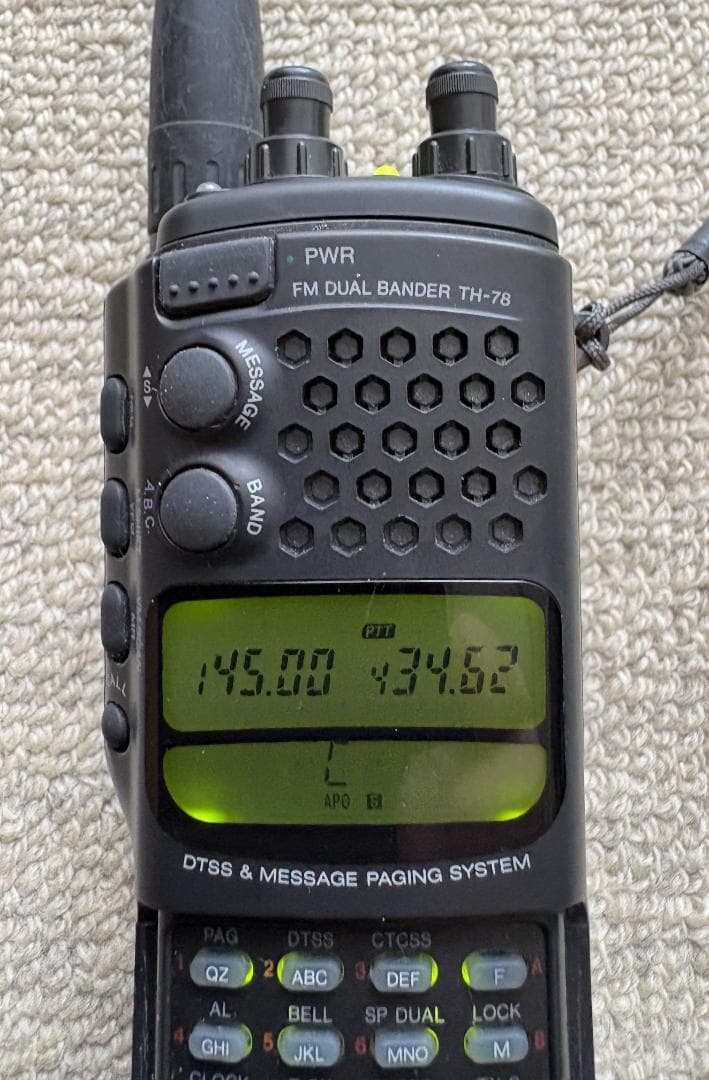 PWR
FM DUAL BANDER TH-78
MESSAGE
S
BAND
A.B.C.
PTT
145.00 434.62
APO S
DTSS & MESSAGE PAGING SYSTEM
PAG DTSS CTCSS
1 QZ 2 ABC 3 DEF F A
AL BELL SP DUAL LOCK
4 GHI 5 JKL 6 MNO M B